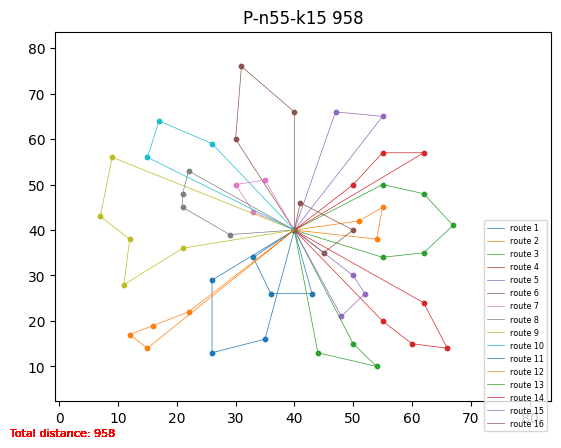 P-n55-k15 958
80
70
60
50
40
30
20
10
0 10 20 30 40 50 60 70 80
route 1
route 2
route 3
route 4
route 5
route 6
route 7
route 8
route 9
route 10
route 11
route 12
route 13
route 14
route 15
route 16
Total distance: 958